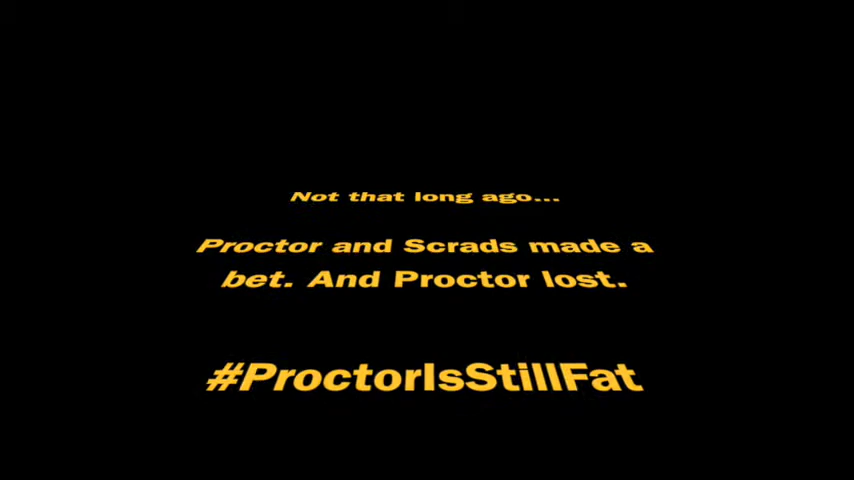 Not that long ago...
Proctor and Scrads made a
bet. And Proctor lost.
#ProctorIsStillFat